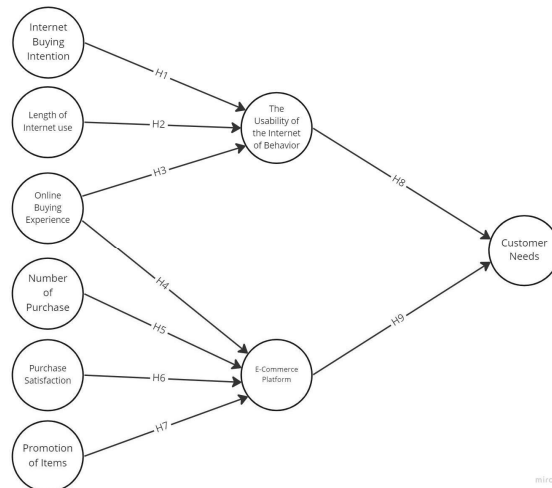 Internet
Buying
Intention
H1
Length of
Internet use
H2
The
Usability of
the Internet
of Behavior
Online
Buying
Experience
H3
H8
H4
Customer
Needs
Number
of
Purchase
H5
H9
Purchase
Satisfaction
H6
E-Commerce
Platform
H7
Promotion
of Items